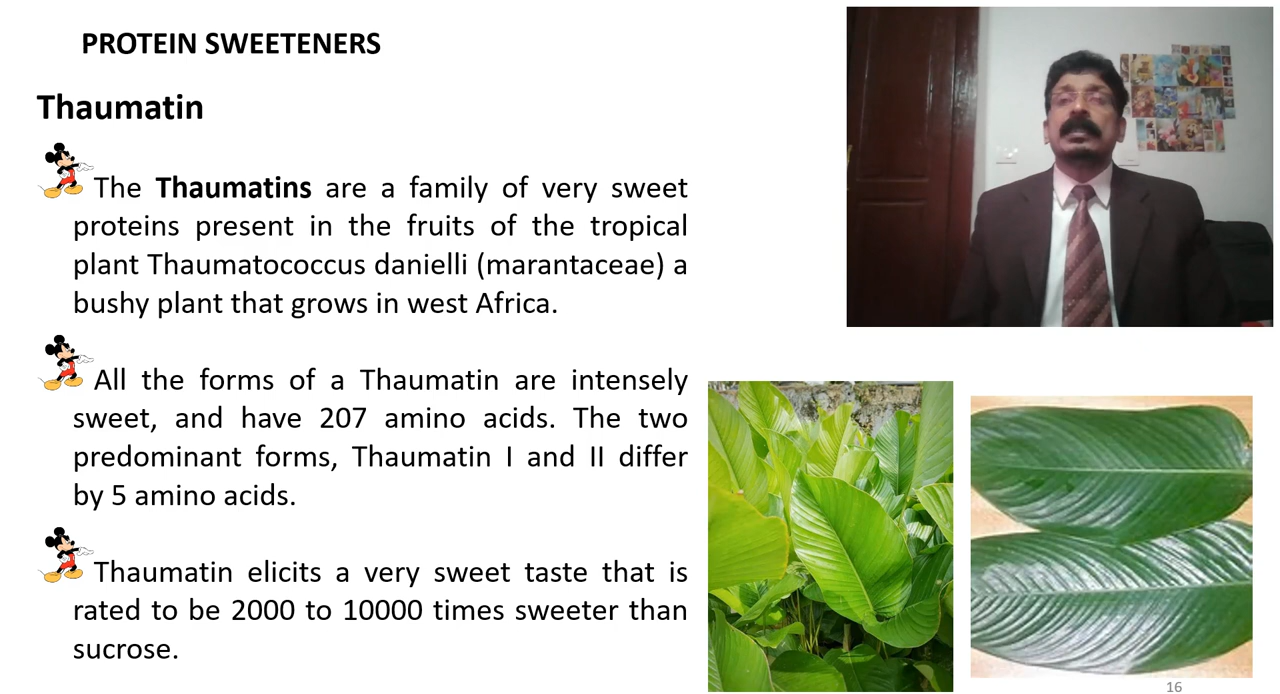 PROTEIN SWEETENERS
Thaumatin
The Thaumatins are a family of very sweet
proteins present in the fruits of the tropical
plant Thaumatococcus danielli (marantaceae) a
bushy plant that grows in west Africa.
All the forms of a Thaumatin are intensely
sweet, and have 207 amino acids. The two
predominant forms, Thaumatin I and II differ
by 5 amino acids.
Thaumatin elicits a very sweet taste that is
rated to be 2000 to 10000 times sweeter than
sucrose.
16